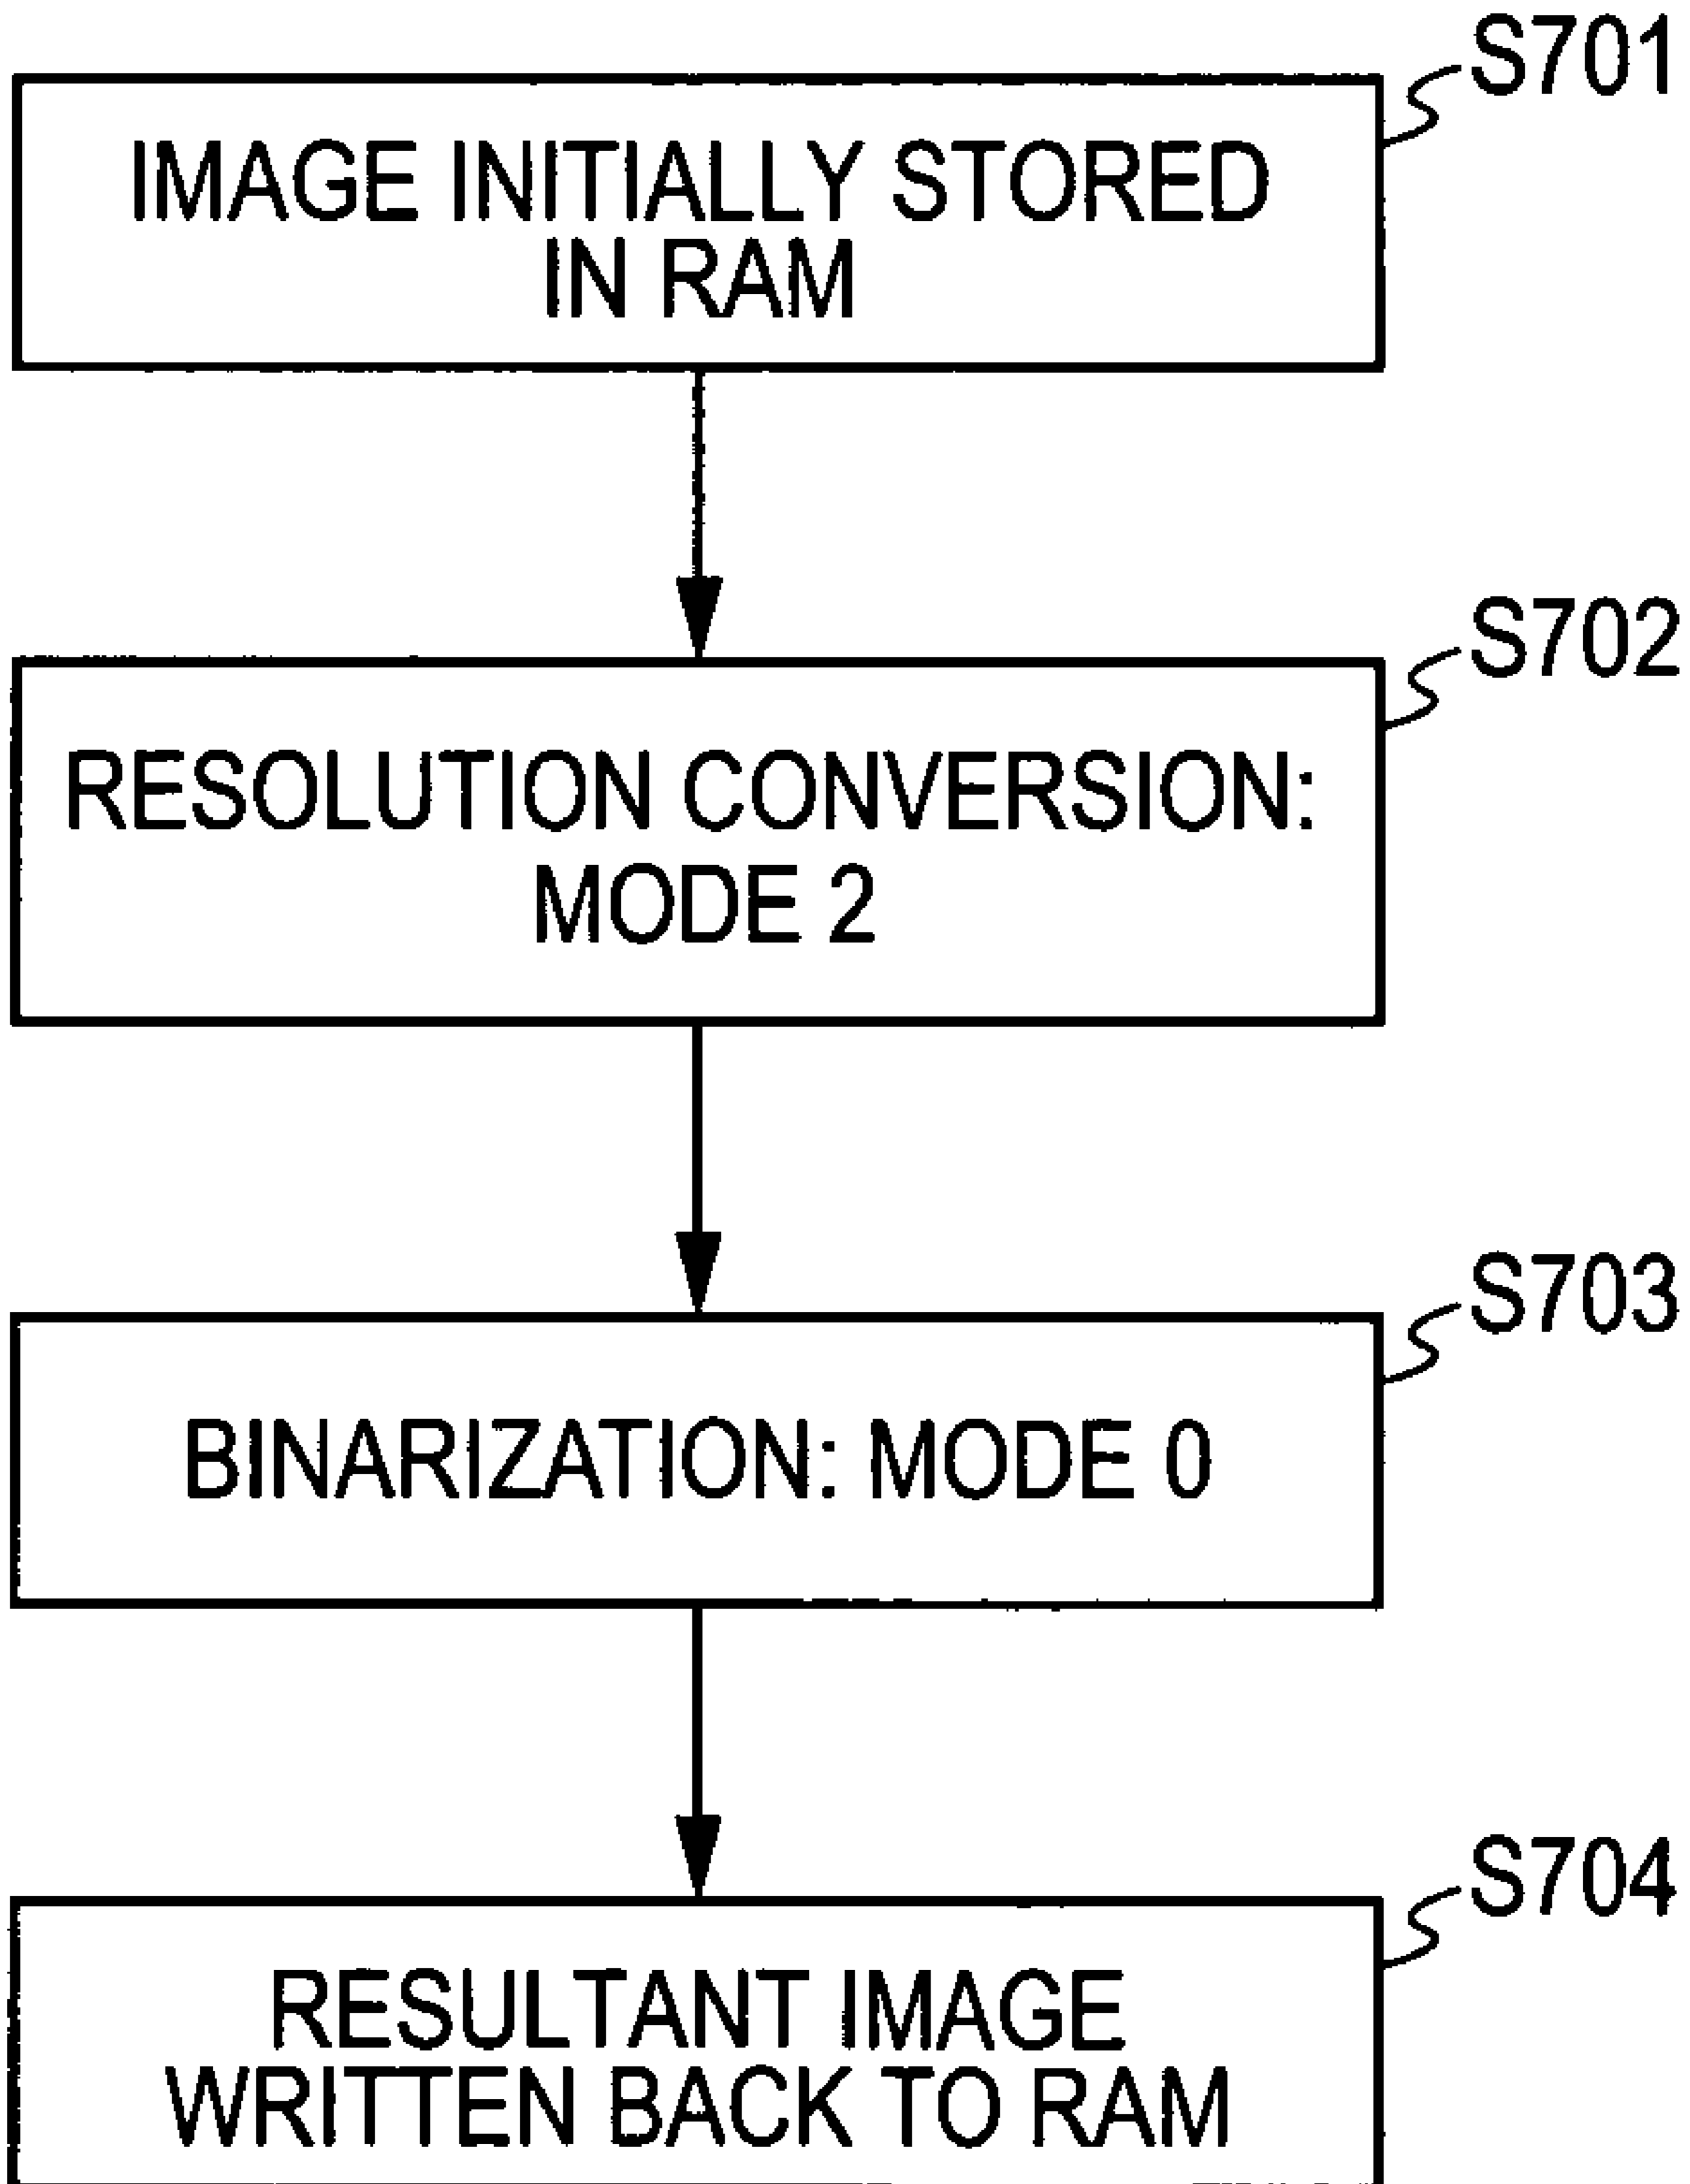 S701
IMAGE INITIALLY STORED
IN RAM
S702
RESOLUTION CONVERSION:
MODE 2
S703
BINARIZATION: MODE 0
S704
RESULTANT IMAGE
WRITTEN BACK TO RAM